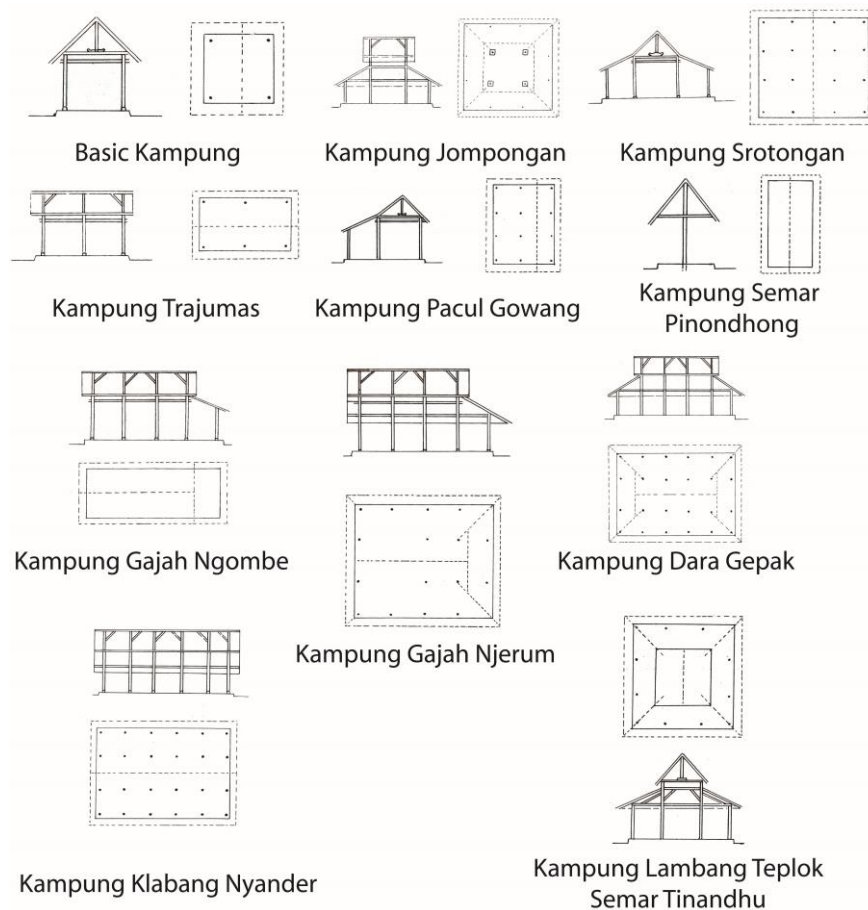 Basic Kampung
Kampung Jompongan
Kampung Srotongan
Kampung Trajumas
Kampung Pacul Gowang
Kampung Semar
Pinondhong
Kampung Gajah Ngombe
Kampung Dara Gepak
Kampung Gajah Njerum
Kampung Klabang Nyander
Kampung Lambang Teplok
Semar Tinandhu